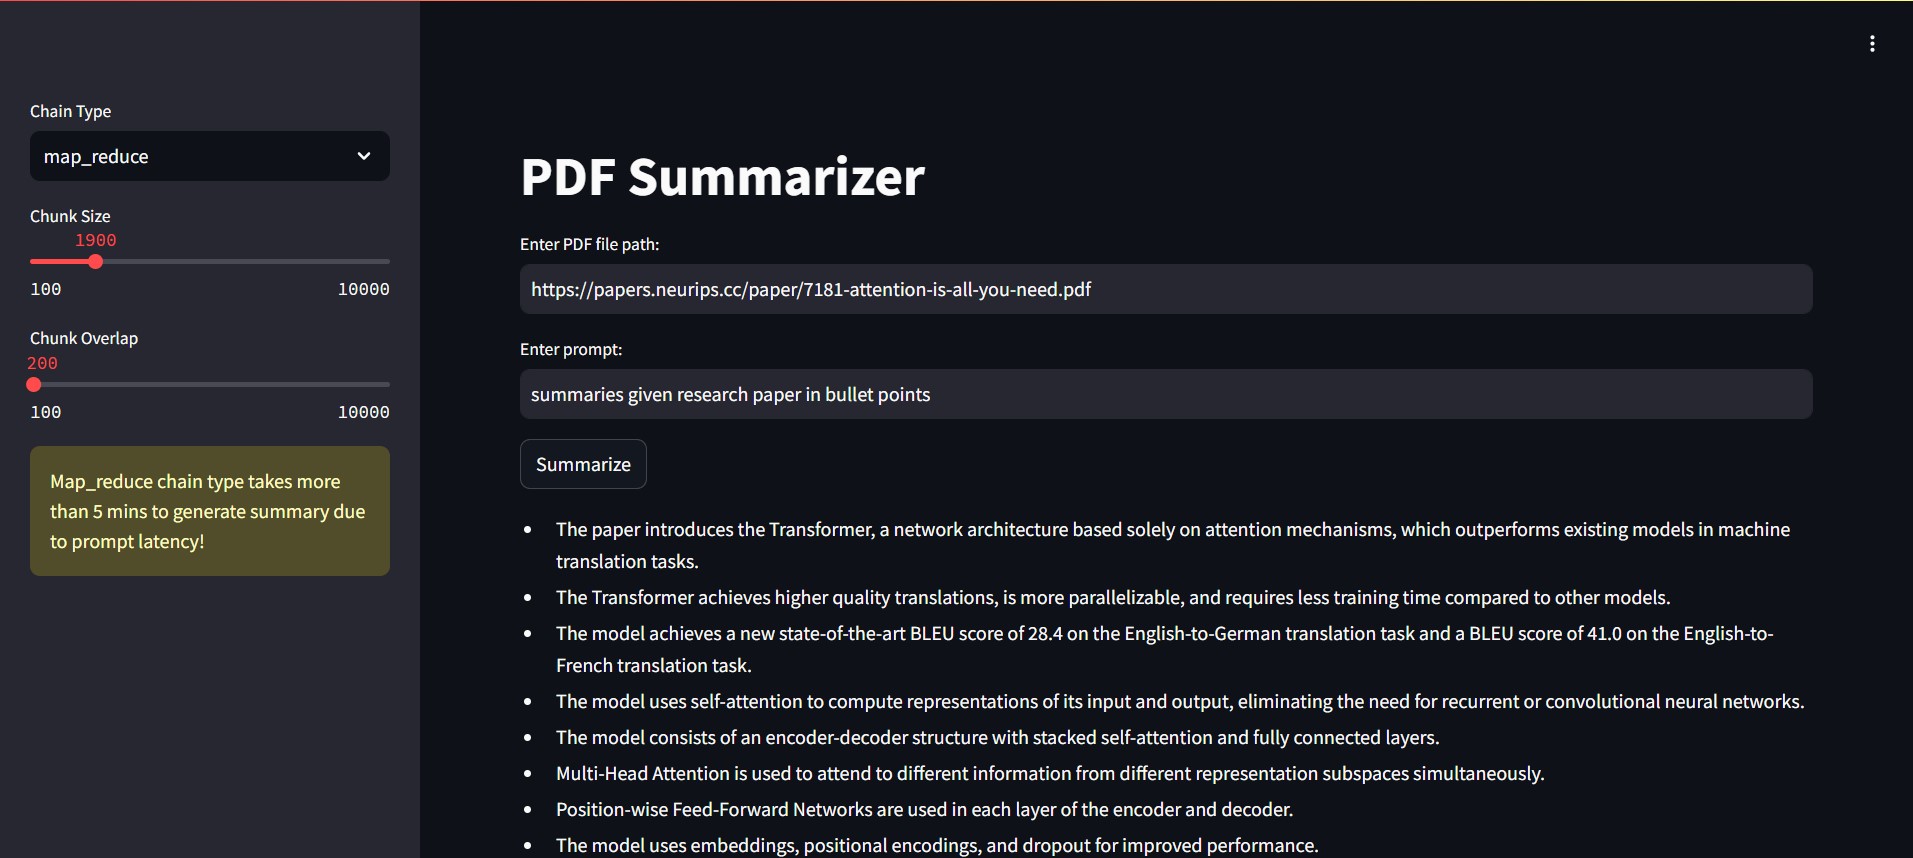 Chain Type
map_reduce
Chunk Size
1900
100 10000
Chunk Overlap
200
100 10000
Map_reduce chain type takes more
than 5 mins to generate summary due
to prompt latency!
PDF Summarizer
Enter PDF file path:
https://papers.neurips.cc/paper/7181-attention-is-all-you-need.pdf
Enter prompt:
summaries given research paper in bullet points
Summarize
• The paper introduces the Transformer, a network architecture based solely on attention mechanisms, which outperforms existing models in machine
translation tasks.
• The Transformer achieves higher quality translations, is more parallelizable, and requires less training time compared to other models.
• The model achieves a new state-of-the-art BLEU score of 28.4 on the English-to-German translation task and a BLEU score of 41.0 on the English-to-
French translation task.
• The model uses self-attention to compute representations of its input and output, eliminating the need for recurrent or convolutional neural networks.
• The model consists of an encoder-decoder structure with stacked self-attention and fully connected layers.
• Multi-Head Attention is used to attend to different information from different representation subspaces simultaneously.
• Position-wise Feed-Forward Networks are used in each layer of the encoder and decoder.
• The model uses embeddings, positional encodings, and dropout for improved performance.